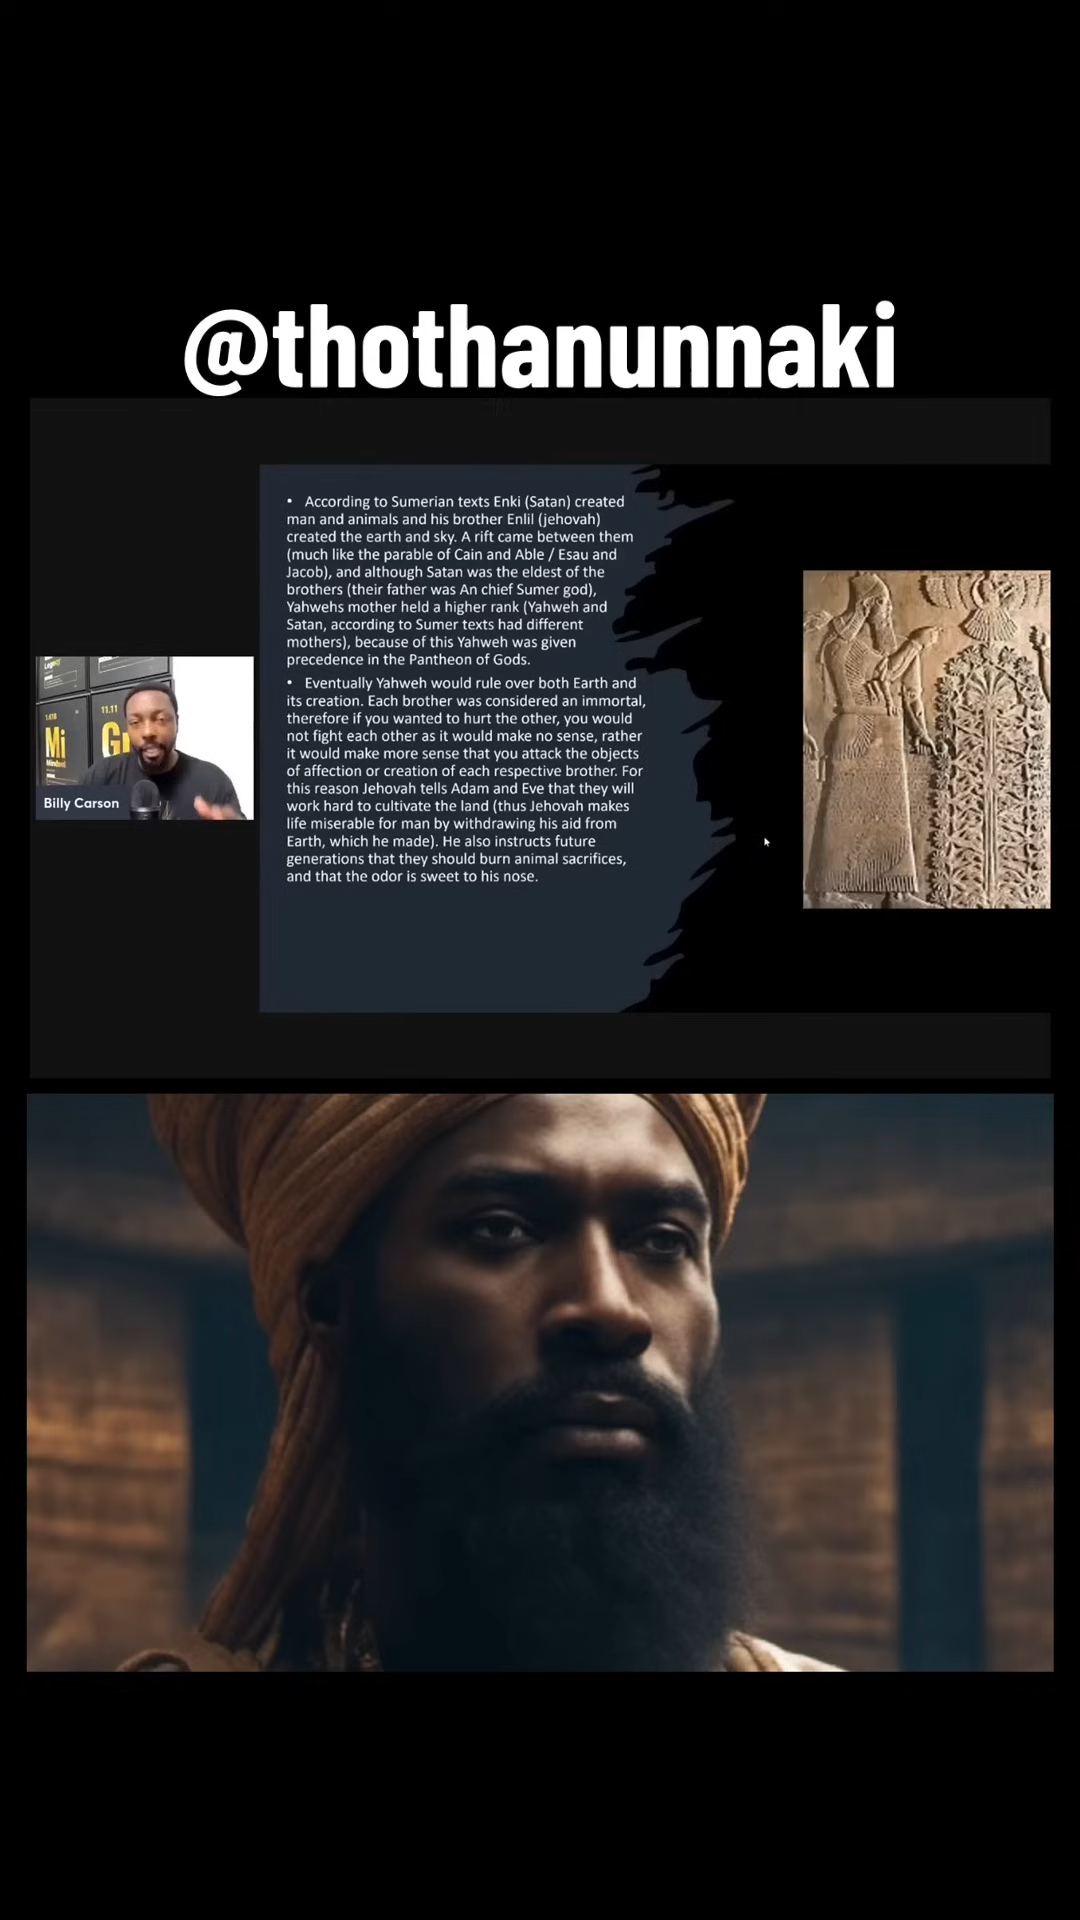 @thothanunnaki
• According to Sumerian texts Enki (Satan) created
man and animals and his brother Enlil (jehovah)
created the earth and sky. A rift came between them
(much like the parable of Cain and Able / Esau and
Jacob), and although Satan was the eldest of the
brothers (their father was An chief Sumer god),
Yahwehs mother held a higher rank (Yahweh and
Satan, according to Sumer texts had different
mothers), because of this Yahweh was given
precedence in the Pantheon of Gods.
• Eventually Yahweh would rule over both Earth and
its creation. Each brother was considered an immortal,
therefore if you wanted to hurt the other, you would
not fight each other as it would make no sense, rather
it would make more sense that you attack the objects
of affection or creation of each respective brother. For
this reason Jehovah tells Adam and Eve that they will
work hard to cultivate the land (thus Jehovah makes
life miserable for man by withdrawing his aid from
Earth, which he made). He also instructs future
generations that they should burn animal sacrifices,
and that the odor is sweet to his nose.
Legacy
1.618
11.11
Mi
Gr
Mindset
Billy Carson